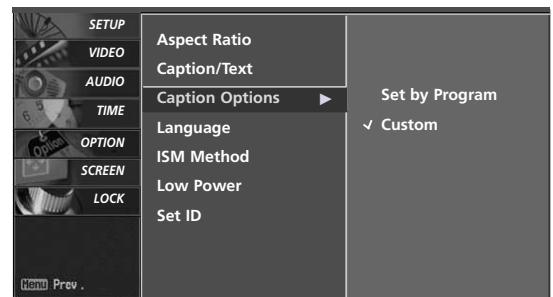 SETUP
VIDEO
AUDIO
TIME
OPTION
SCREEN
LOCK
Menu Prev.
Aspect Ratio
Caption/Text
Caption Options ▶
Language
ISM Method
Low Power
Set ID
Set by Program
✓ Custom